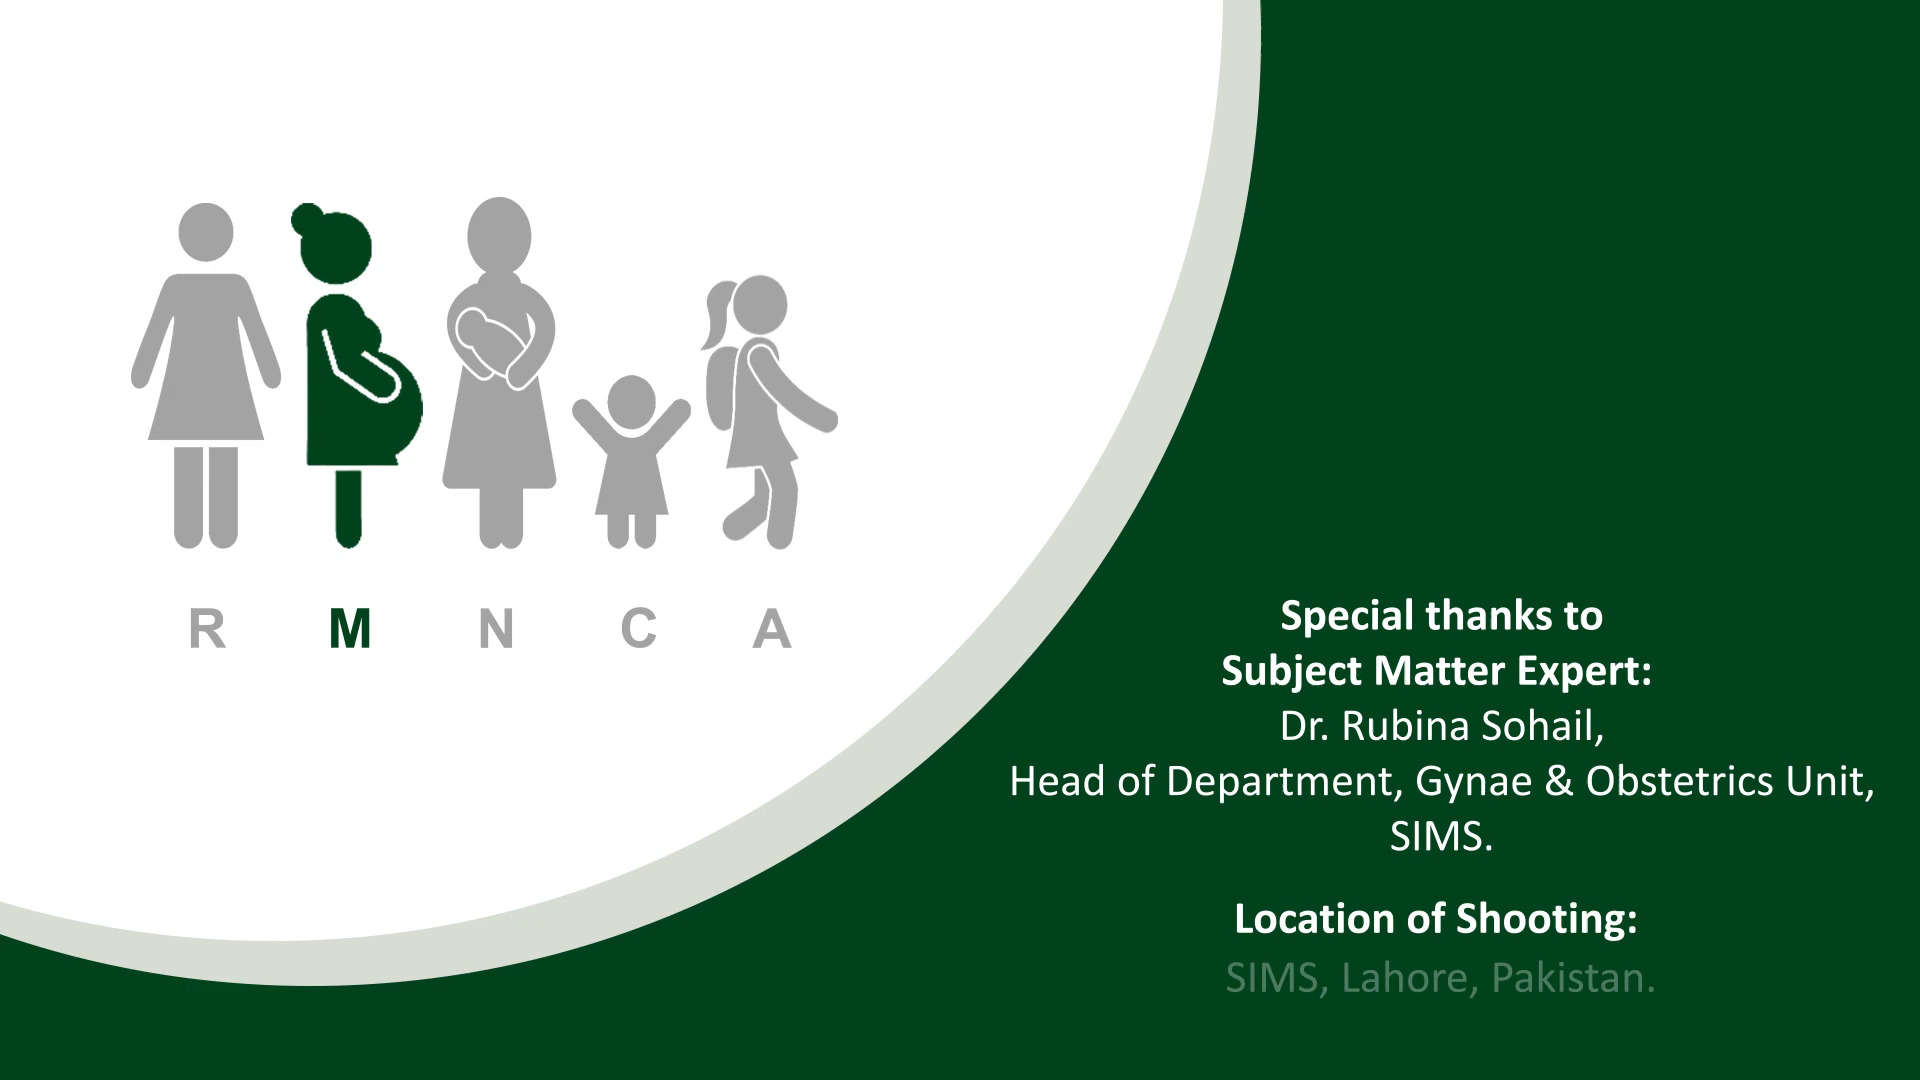 R M N C A
Special thanks to
Subject Matter Expert:
Dr. Rubina Sohail,
Head of Department, Gynae & Obstetrics Unit,
SIMS.
Location of Shooting:
SIMS, Lahore, Pakistan.